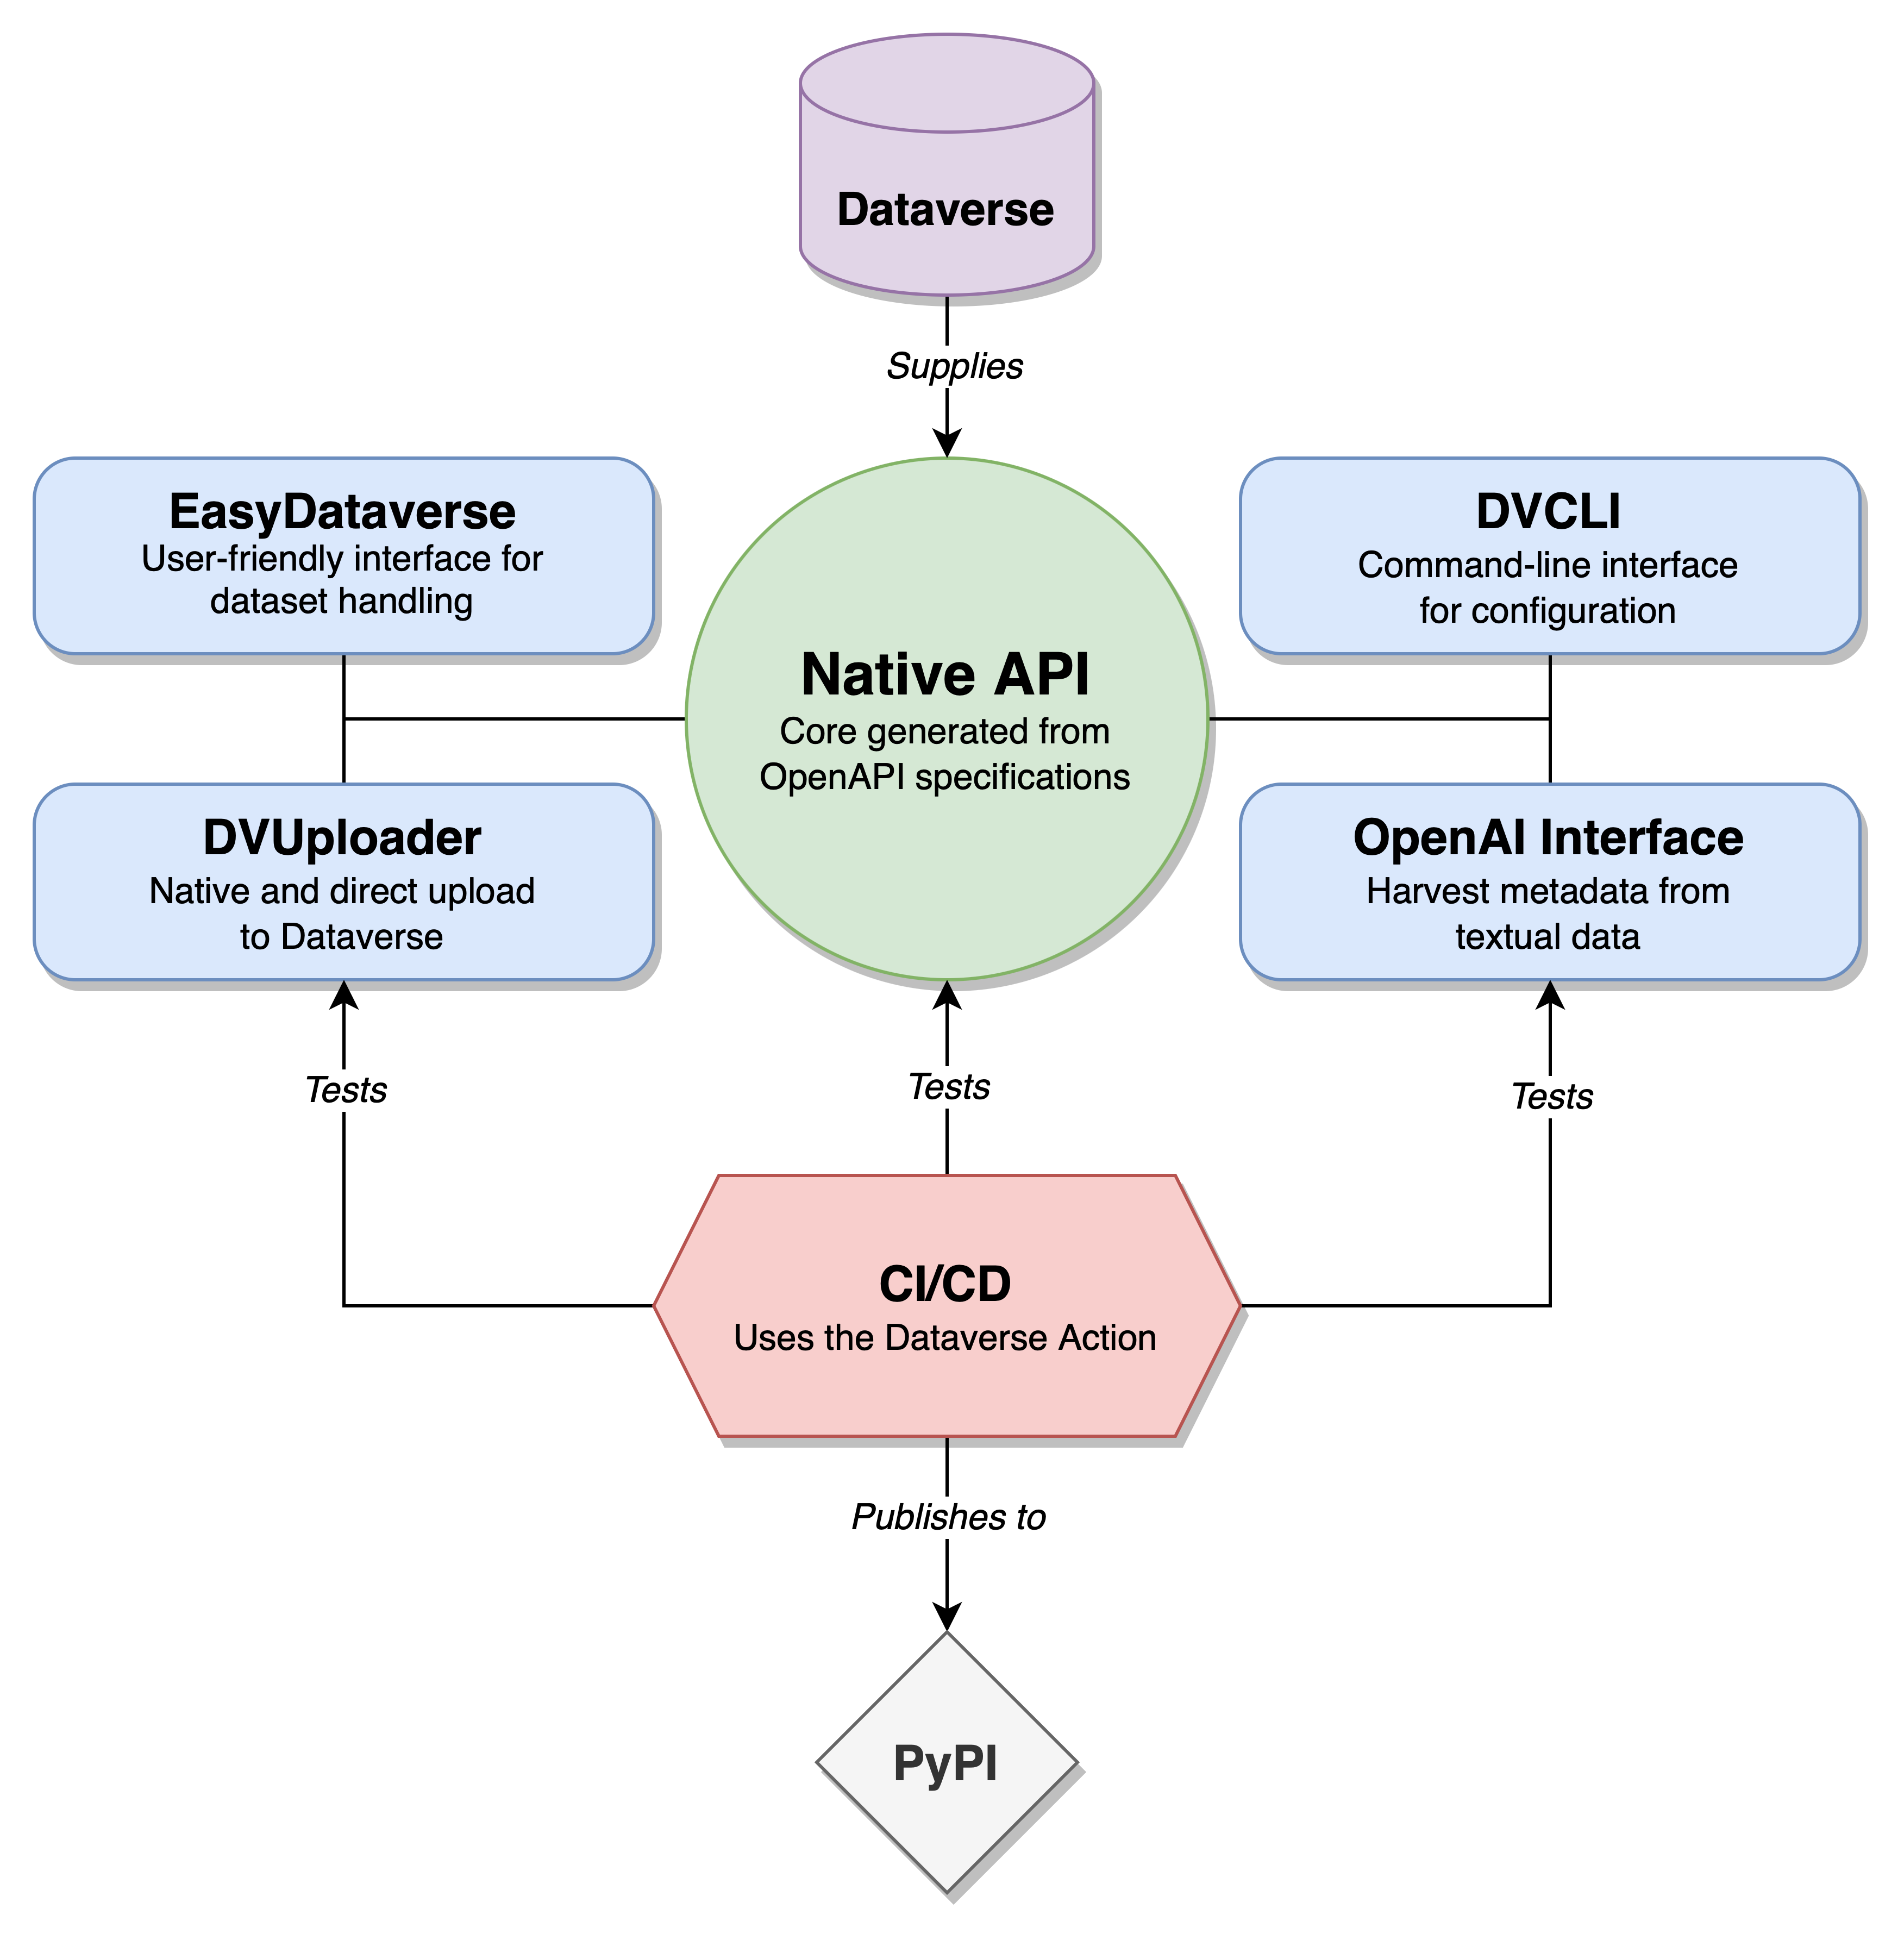 Dataverse
Supplies
EasyDataverse
User-friendly interface for
dataset handling
DVCLI
Command-line interface
for configuration
Native API
Core generated from
OpenAPI specifications
DVUploader
Native and direct upload
to Dataverse
OpenAI Interface
Harvest metadata from
textual data
Tests
Tests
Tests
CI/CD
Uses the Dataverse Action
Publishes to
PyPI